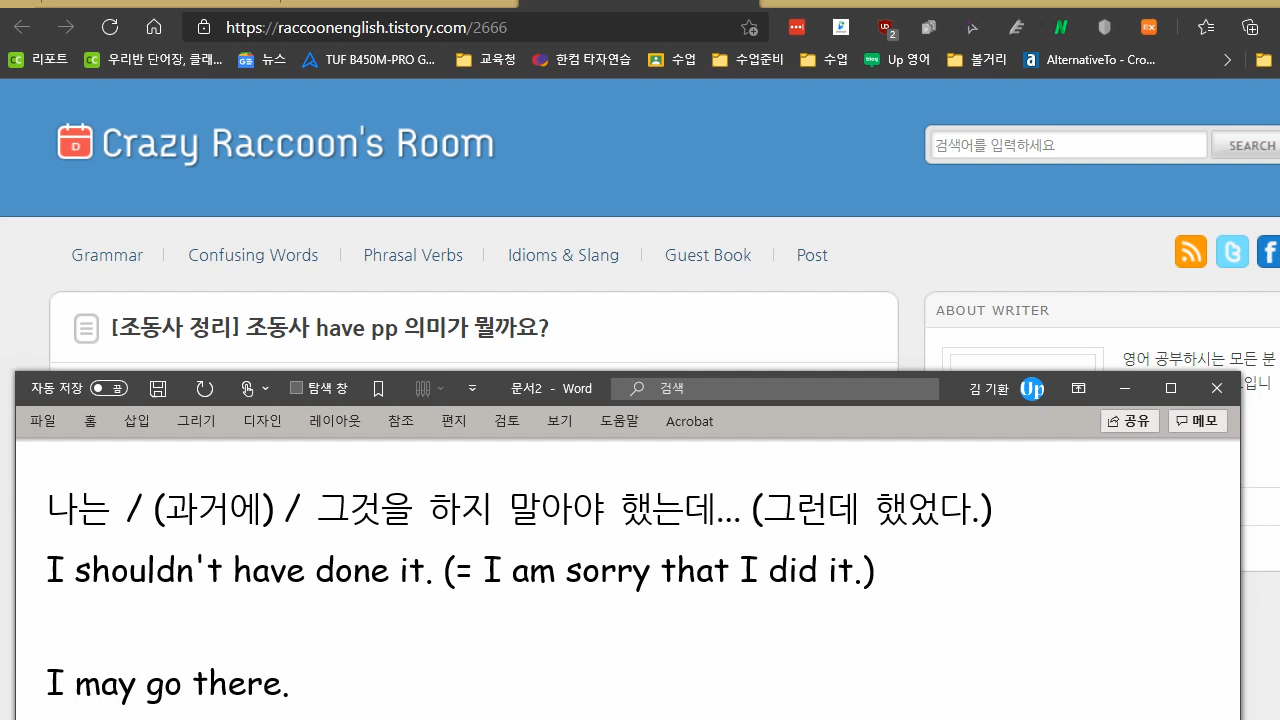 https://raccoonenglish.tistory.com/2666
2
리포트 우리반 단어장, 클래... 뉴스 TUF B450M-PRO G... 교육청 한컴 타자연습 수업 수업준비 수업 Up 영어 볼거리 AlternativeTo - Cro...
Crazy Raccoon's Room
검색어를 입력하세요 SEARCH
Grammar Confusing Words Phrasal Verbs Idioms & Slang Guest Book Post
[조동사 정리] 조동사 have pp 의미가 뭘까요?
ABOUT WRITER
영어 공부하시는 모든 분
자동 저장 끔 탐색 창 문서2 - Word 검색 김 기환 Up
파일 홈 삽입 그리기 디자인 레이아웃 참조 편지 검토 보기 도움말 Acrobat 공유 메모
나는 / (과거에) / 그것을 하지 말아야 했는데... (그런데 했었다.)
I shouldn't have done it. (= I am sorry that I did it.)
I may go there.